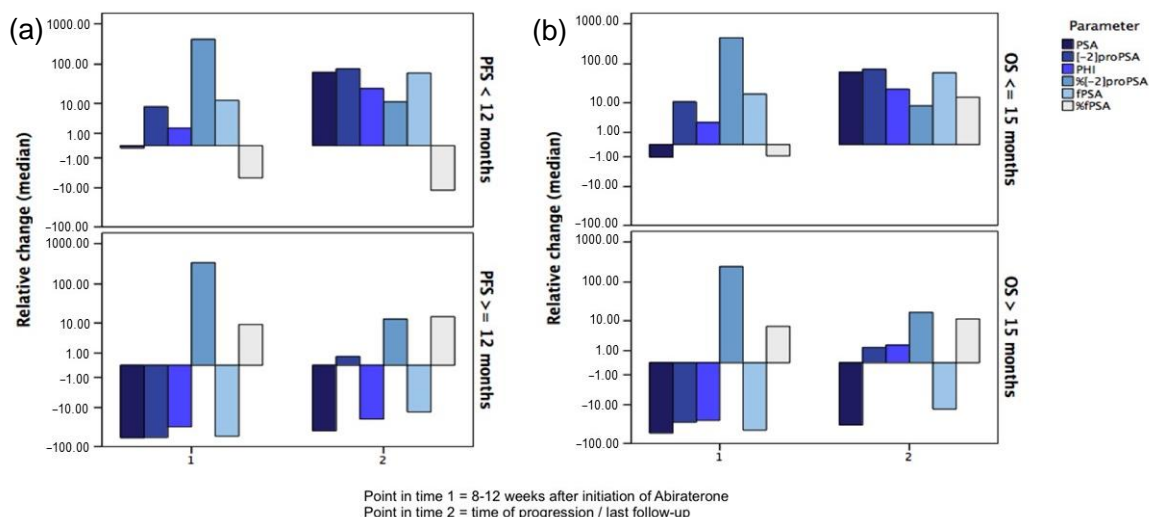 (a)
Relative change (median)
1000.00
100.00
10.00
1.00
-1.00
-10.00
-100.00
PFS < 12 months
1000.00
100.00
10.00
1.00
-1.00
-10.00
-100.00
PFS >= 12 months
1
2
(b)
Relative change (median)
1000.00
100.00
10.00
1.00
-1.00
-10.00
-100.00
OS <= 15 months
1000.00
100.00
10.00
1.00
-1.00
-10.00
-100.00
OS > 15 months
1
2
Parameter
PSA
[-2]proPSA
PHI
%[-2]proPSA
fPSA
%fPSA
Point in time 1 = 8-12 weeks after initiation of Abiraterone
Point in time 2 = time of progression / last follow-up